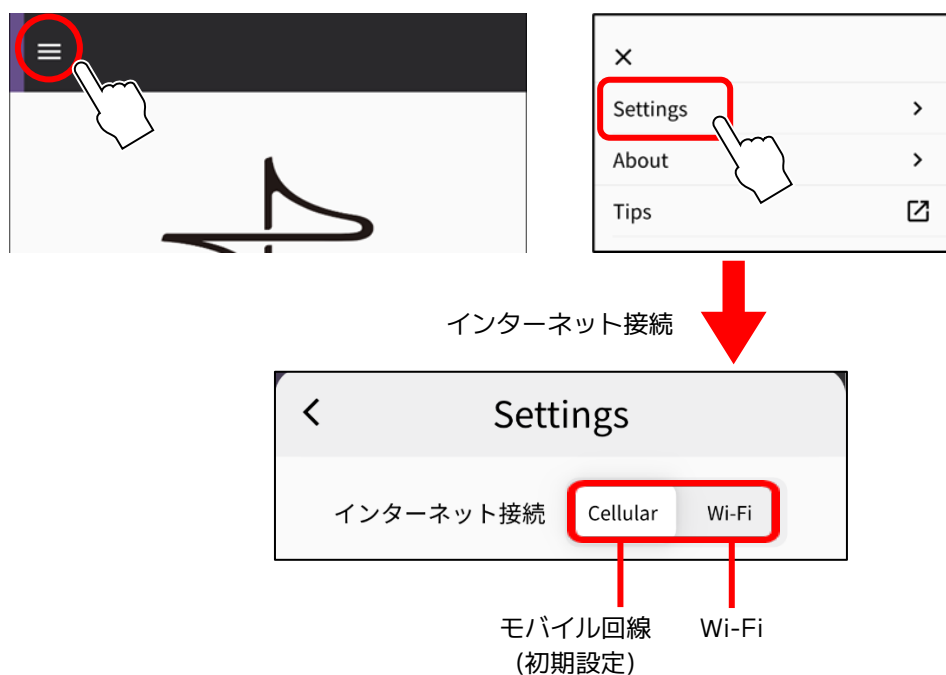 Settings
About
Tips
インターネット接続
Settings
インターネット接続
Cellular
Wi-Fi
モバイル回線
(初期設定)
Wi-Fi